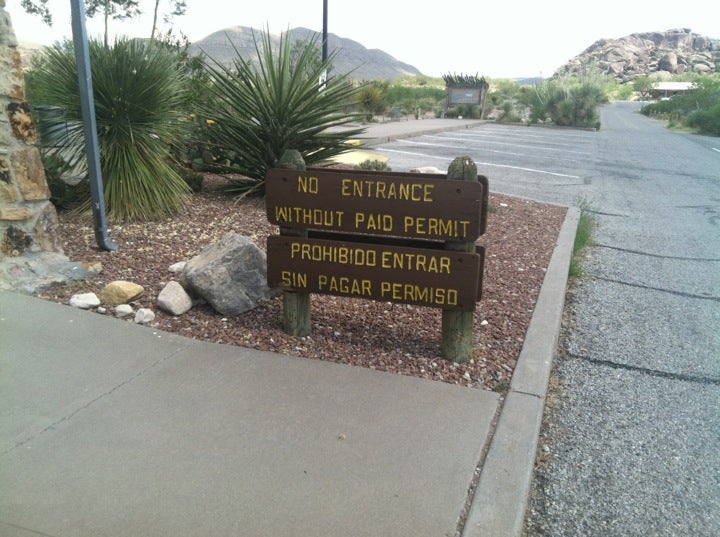 NO ENTRANCE
WITHOUT PAID PERMIT
PROHIBIDO ENTRAR
SIN PAGAR PERMISO